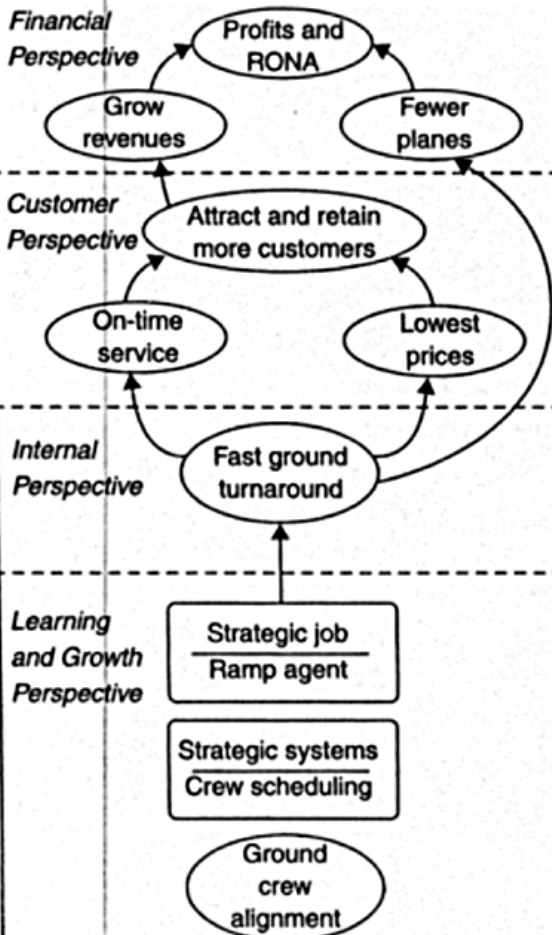 Financial
Perspective
Profits and
RONA
Grow
revenues
Fewer
planes
Customer
Perspective
Attract and retain
more customers
On-time
service
Lowest
prices
Internal
Perspective
Fast ground
turnaround
Learning
and Growth
Perspective
Strategic job
Ramp agent
Strategic systems
Crew scheduling
Ground
crew
alignment